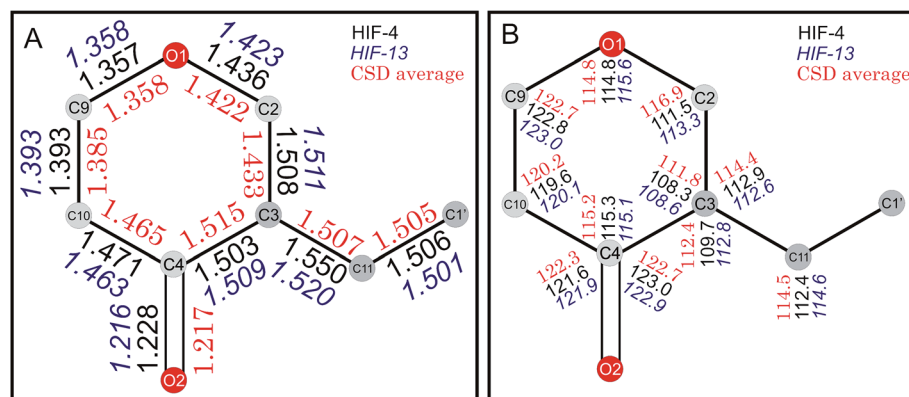 A
HIF-4
HIF-13
CSD average
O1
C2
C3
C4
C9
C10
C11
C1'
O2
1.358
1.357
1.358
1.423
1.436
1.422
1.393
1.393
1.385
1.433
1.508
1.511
1.465
1.471
1.463
1.515
1.503
1.509
1.507
1.550
1.520
1.505
1.506
1.501
1.216
1.228
1.217
B
HIF-4
HIF-13
CSD average
O1
C9
C2
C10
C3
C4
C11
C1'
O2
114.8
114.8
115.6
122.7
122.8
123.0
116.9
111.5
113.3
120.2
119.6
120.1
111.8
108.3
108.6
114.4
112.9
112.6
115.2
115.3
115.1
112.4
109.7
112.8
122.3
121.6
121.9
122.7
123.0
122.9
114.5
112.4
114.6